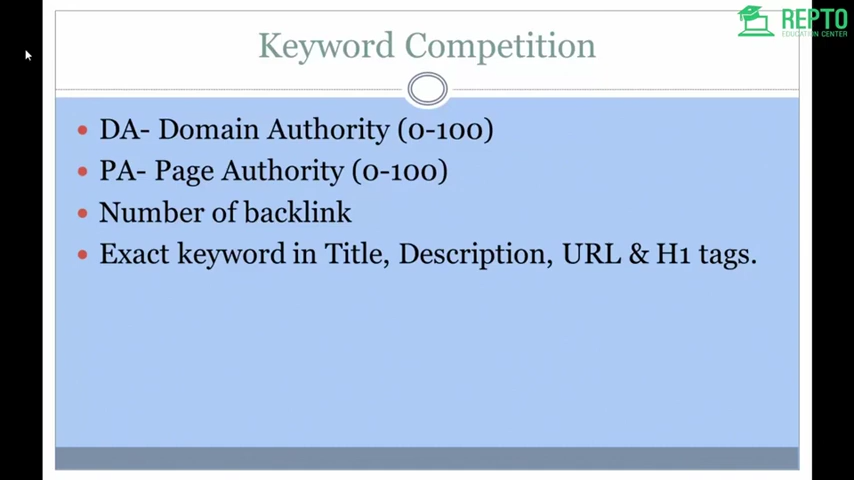 REPTO
EDUCATION CENTER
Keyword Competition
DA- Domain Authority (0-100)
PA- Page Authority (0-100)
Number of backlink
Exact keyword in Title, Description, URL & H1 tags.